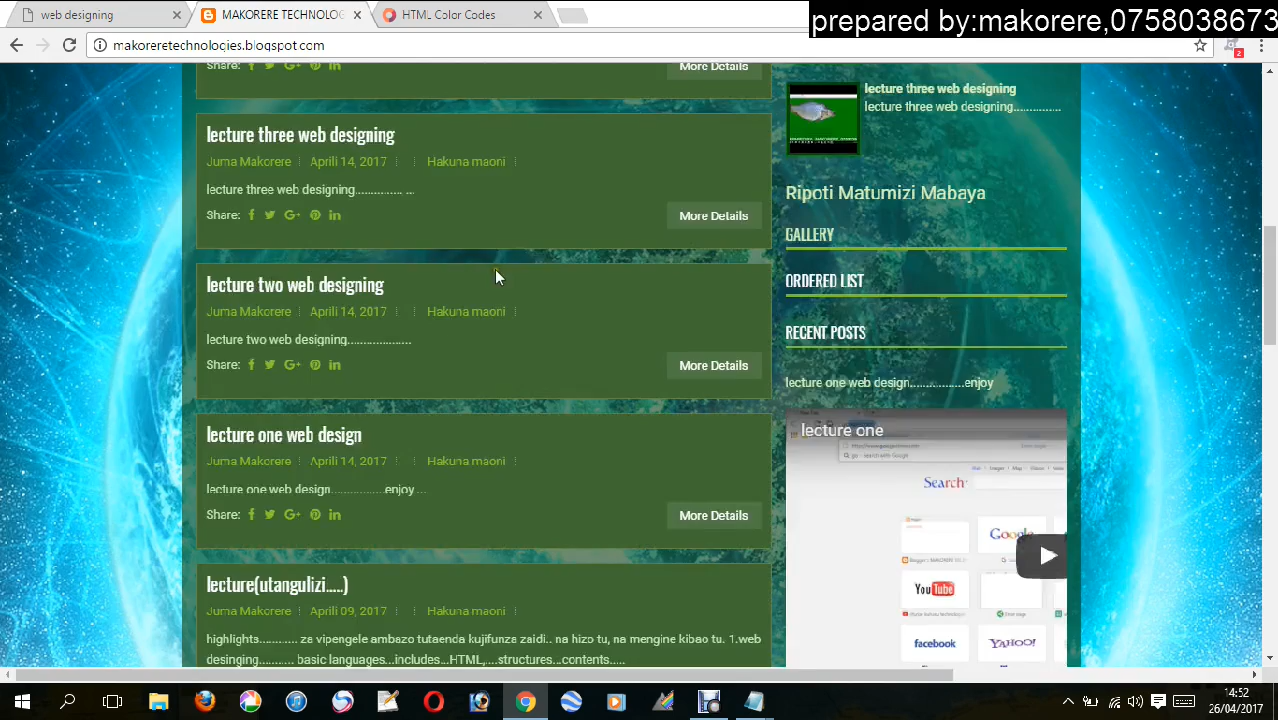 web designing
MAKORERE TECHNOLOG
HTML Color Codes
prepared by:makorere,0758038673
makoreretechnologies.blogspot.com
2
Share:
More Details
lecture three web designing
Juma Makorere
Aprili 14, 2017
Hakuna maoni
lecture three web designing............... ...
Share:
More Details
lecture two web designing
Juma Makorere
Aprili 14, 2017
Hakuna maoni
lecture two web designing.....................
Share:
More Details
lecture one web design
Juma Makorere
Aprili 14, 2017
Hakuna maoni
lecture one web design..................enjoy ...
Share:
More Details
lecture(utangulizi.....)
Juma Makorere
Aprili 09, 2017
Hakuna maoni
highlights............ za vipengele ambazo tutaenda kujifunza zaidi.. na hizo tu, na mengine kibao tu. 1.web
desinging.......... basic languages...includes...HTML,....structures...contents.....
lecture three web designing
lecture three web designing...............
Ripoti Matumizi Mabaya
GALLERY
ORDERED LIST
RECENT POSTS
lecture one web design..................enjoy
lecture one
Search
Google
YouTube
facebook
YAHOO!
14:52
26/04/2017